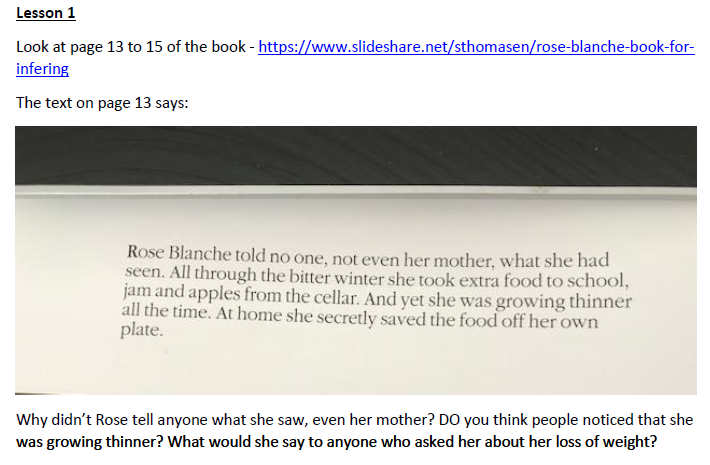 Lesson 1
Look at page 13 to 15 of the book - https://www.slideshare.net/sthomasen/rose-blanche-book-for-
infering
The text on page 13 says:
Rose Blanche told no one, not even her mother, what she had
seen. All through the bitter winter she took extra food to school,
jam and apples from the cellar. And yet she was growing thinner
all the time. At home she secretly saved the food off her own
plate.
Why didn't Rose tell anyone what she saw, even her mother? DO you think people noticed that she
was growing thinner? What would she say to anyone who asked her about her loss of weight?